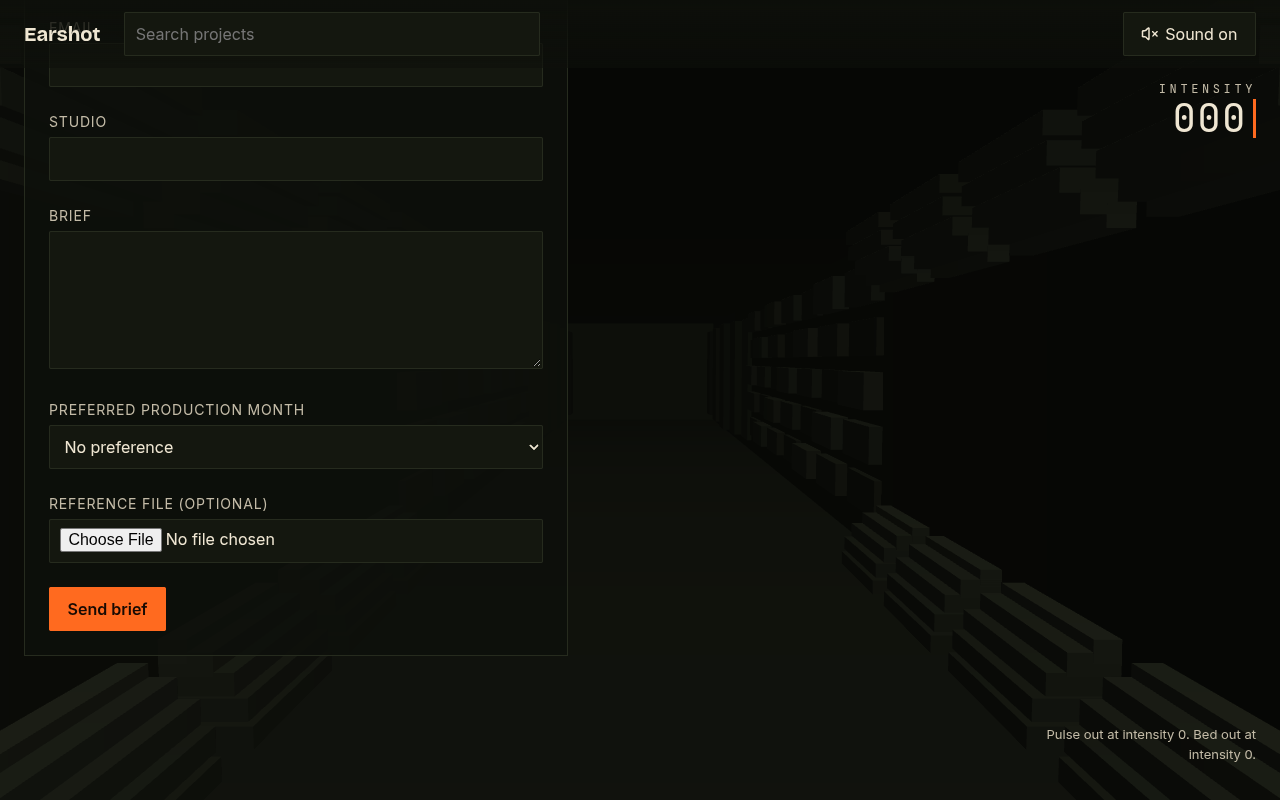 EMAIL
Earshot
Search projects
Sound on
INTENSITY
000
STUDIO
BRIEF
PREFERRED PRODUCTION MONTH
No preference
REFERENCE FILE (OPTIONAL)
Choose File No file chosen
Send brief
Pulse out at intensity 0. Bed out at
intensity 0.